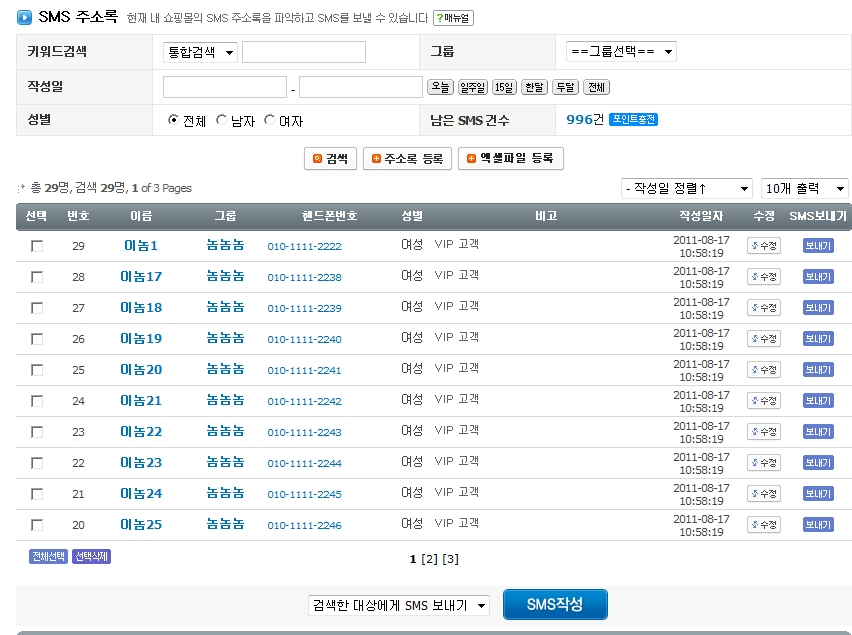 SMS 주소록 현재 내 쇼핑몰의 SMS 주소록을 파악하고 SMS를 보낼 수 있습니다 ?매뉴얼
키워드검색 통합검색 그룹 ==그룹선택==
작성일 - 오늘 일주일 15일 한달 두달 전체
성별 전체 남자 여자 남은 SMS 건수 996건 포인트충전
검색 주소록 등록 엑셀파일 등록
총 29명, 검색 29명, 1 of 3 Pages - 작성일 정렬↑ 10개 출력
선택 번호 이름 그룹 핸드폰번호 성별 비고 작성일자 수정 SMS보내기
29 이놈1 놈놈놈 010-1111-2222 여성 VIP 고객 2011-08-17 10:58:19 수정 보내기
28 이놈17 놈놈놈 010-1111-2238 여성 VIP 고객 2011-08-17 10:58:19 수정 보내기
27 이놈18 놈놈놈 010-1111-2239 여성 VIP 고객 2011-08-17 10:58:19 수정 보내기
26 이놈19 놈놈놈 010-1111-2240 여성 VIP 고객 2011-08-17 10:58:19 수정 보내기
25 이놈20 놈놈놈 010-1111-2241 여성 VIP 고객 2011-08-17 10:58:19 수정 보내기
24 이놈21 놈놈놈 010-1111-2242 여성 VIP 고객 2011-08-17 10:58:19 수정 보내기
23 이놈22 놈놈놈 010-1111-2243 여성 VIP 고객 2011-08-17 10:58:19 수정 보내기
22 이놈23 놈놈놈 010-1111-2244 여성 VIP 고객 2011-08-17 10:58:19 수정 보내기
21 이놈24 놈놈놈 010-1111-2245 여성 VIP 고객 2011-08-17 10:58:19 수정 보내기
20 이놈25 놈놈놈 010-1111-2246 여성 VIP 고객 2011-08-17 10:58:19 수정 보내기
전체선택 선택삭제 1 [2] [3]
검색한 대상에게 SMS 보내기 SMS작성